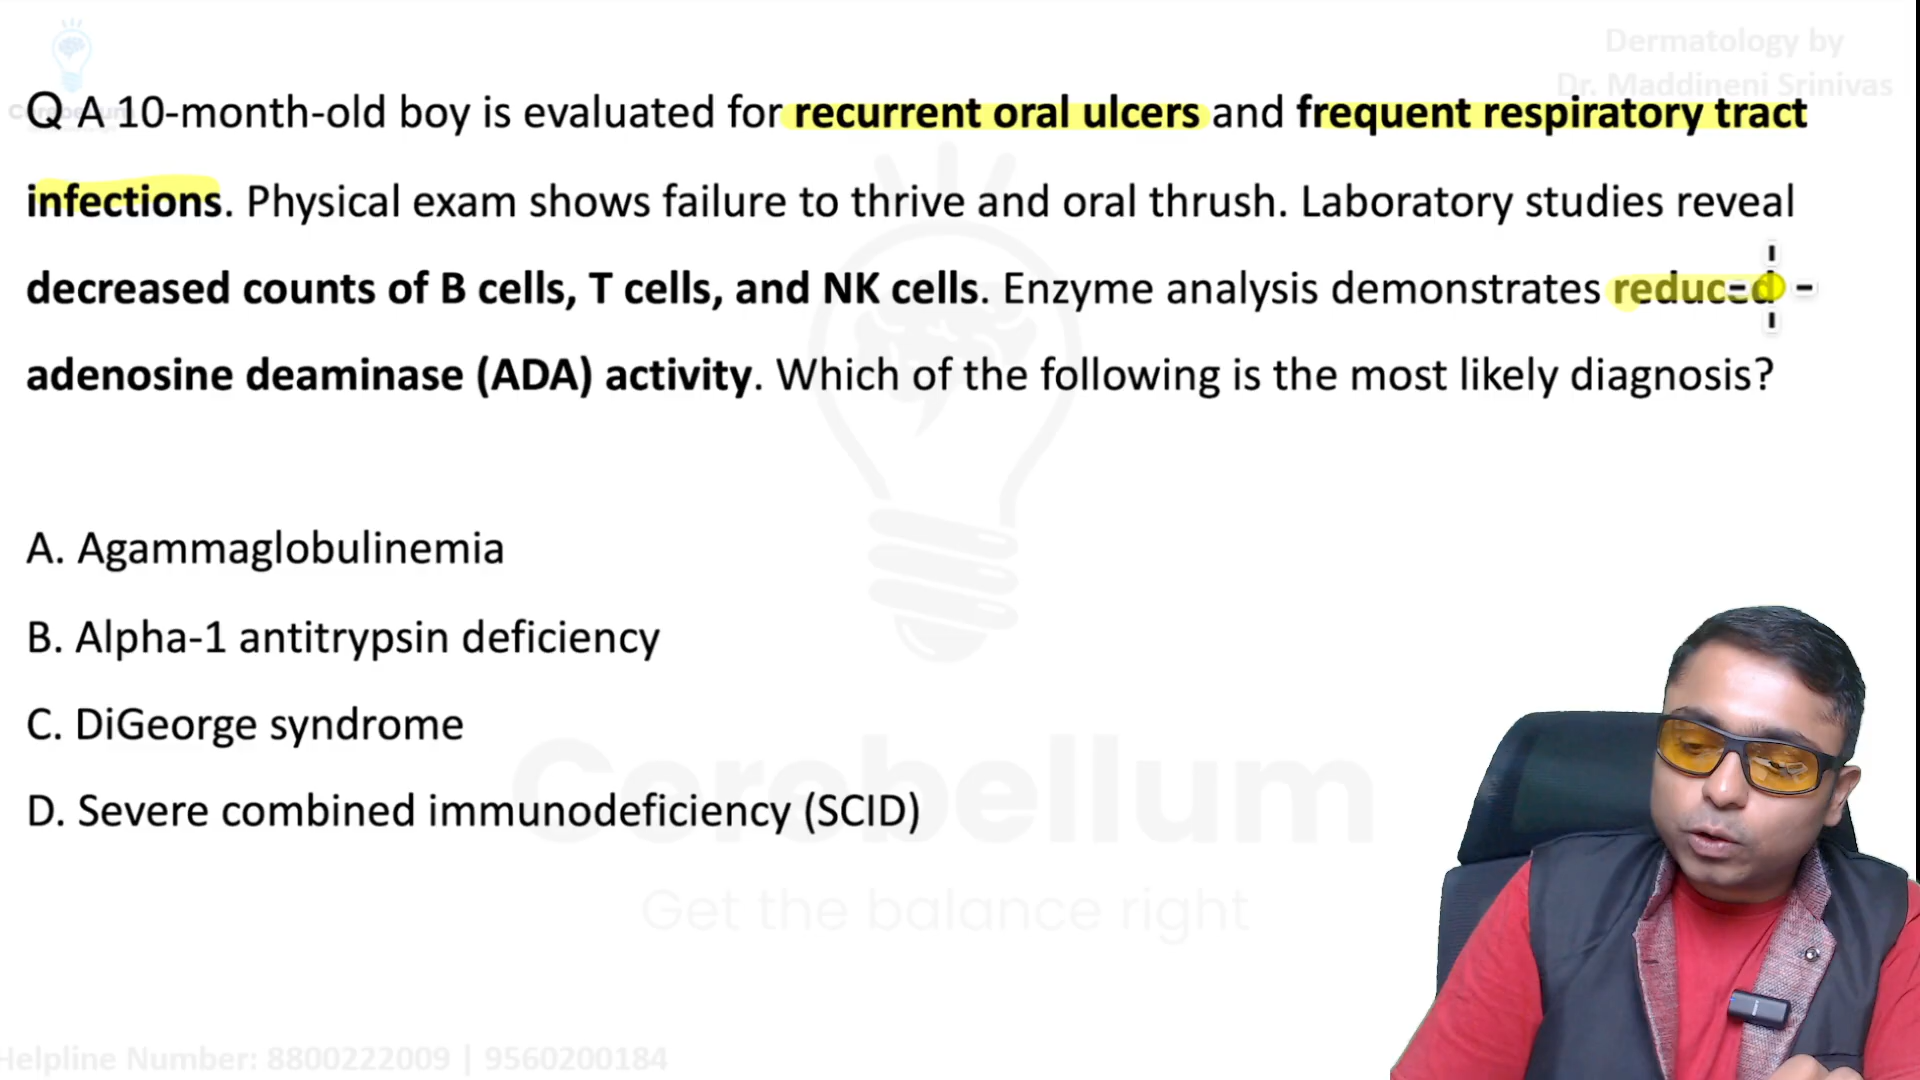 Dermatology by
Dr. Maddineni Srinivas
Cerebellum
Q A 10-month-old boy is evaluated for recurrent oral ulcers and frequent respiratory tract
infections. Physical exam shows failure to thrive and oral thrush. Laboratory studies reveal
decreased counts of B cells, T cells, and NK cells. Enzyme analysis demonstrates reduced
adenosine deaminase (ADA) activity. Which of the following is the most likely diagnosis?
A. Agammaglobulinemia
B. Alpha-1 antitrypsin deficiency
C. DiGeorge syndrome
D. Severe combined immunodeficiency (SCID)
Cerebellum
Get the balance right
Helpline Number: 8800222009 | 9560200184